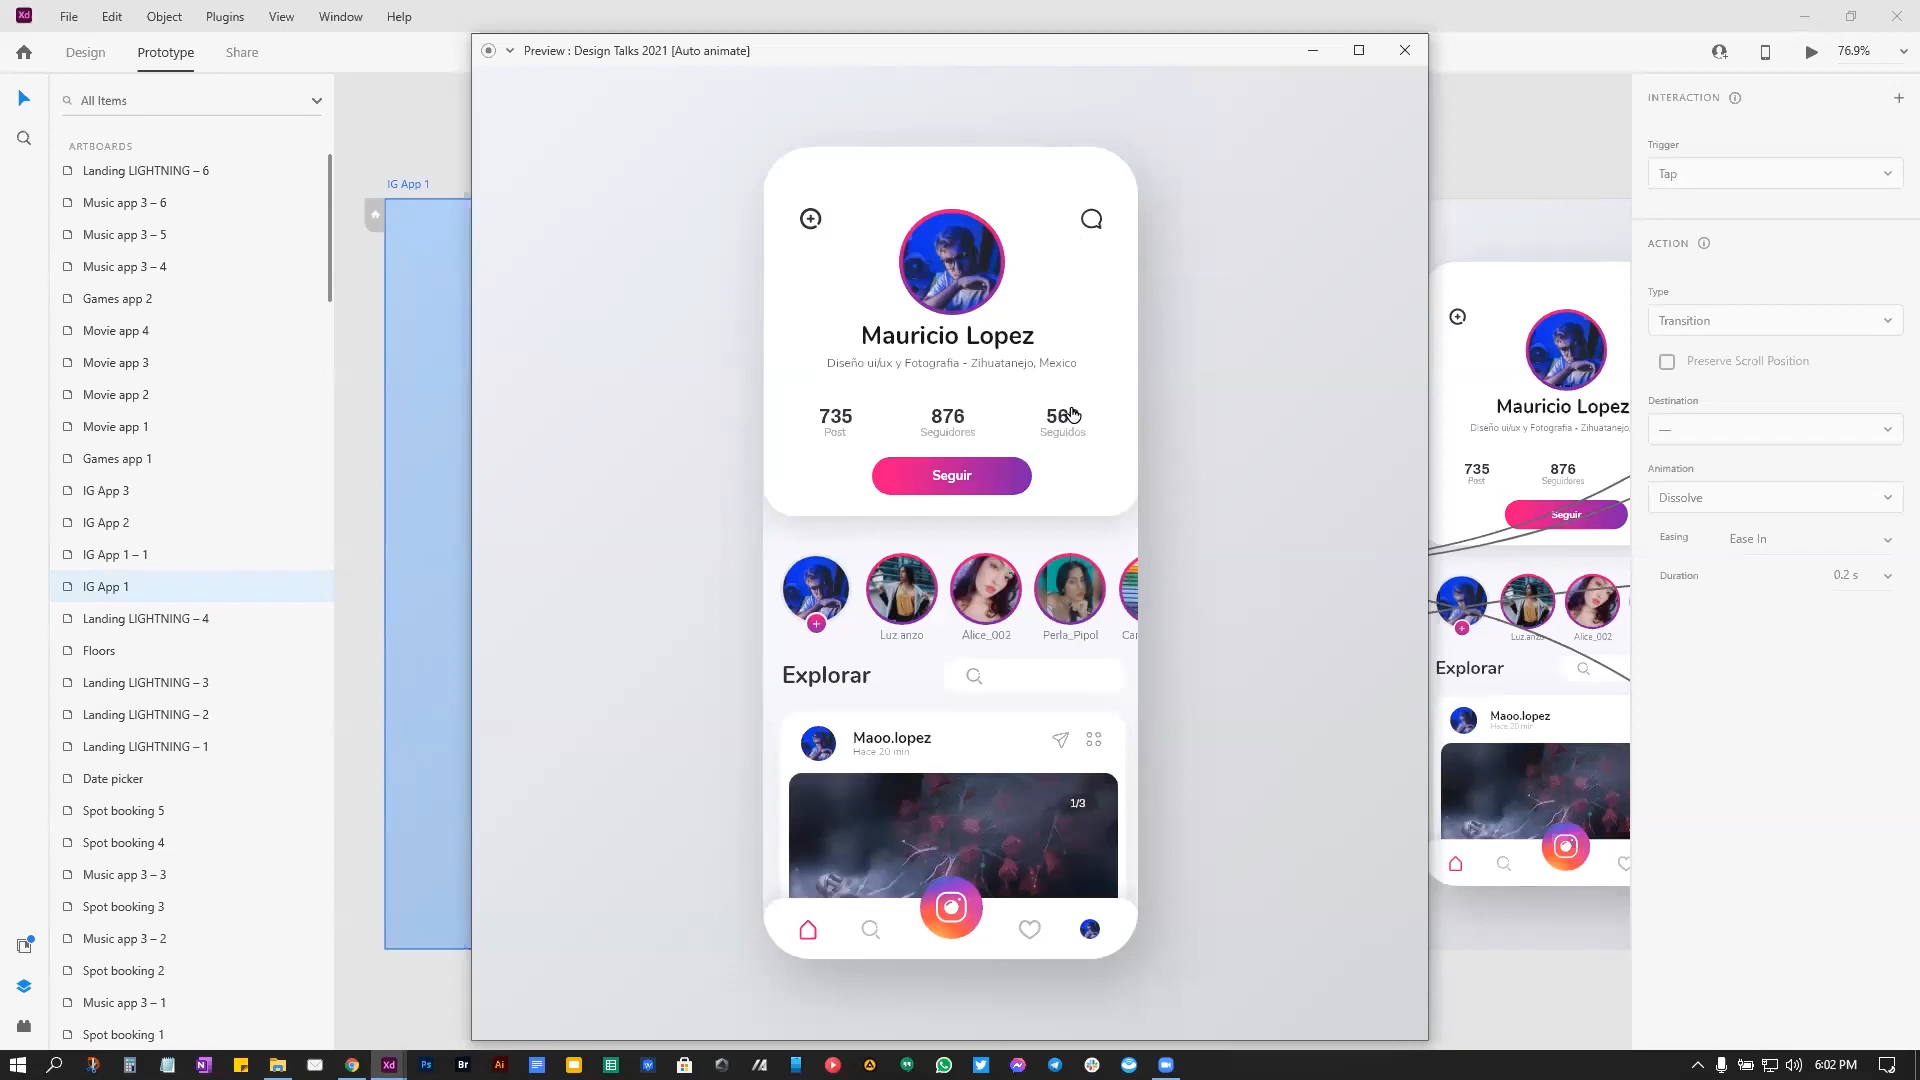 Xd File Edit Object Plugins View Window Help
Design Prototype Share
Preview : Design Talks 2021 [Auto animate]
76.9%
All Items
ARTBOARDS
Landing LIGHTNING – 6
Music app 3 – 6
Music app 3 – 5
Music app 3 – 4
Games app 2
Movie app 4
Movie app 3
Movie app 2
Movie app 1
Games app 1
IG App 3
IG App 2
IG App 1 – 1
IG App 1
Landing LIGHTNING – 4
Floors
Landing LIGHTNING – 3
Landing LIGHTNING – 2
Landing LIGHTNING – 1
Date picker
Spot booking 5
Spot booking 4
Music app 3 – 3
Spot booking 3
Music app 3 – 2
Spot booking 2
Music app 3 – 1
Spot booking 1
IG App 1
Mauricio Lopez
Diseño ui/ux y Fotografia - Zihuatanejo, Mexico
735 876
Post Seguidores Seguidos
Seguir
Luz.anzo Alice_002 Perla_Pipol
Explorar
Maoo.lopez
Hace 20 min
1/3
Mauricio Lopez
Diseño ui/ux y Fotografia - Zihuatanejo,
735 876
Post Seguidores
Seguir
Luz.anzo Alice_002
Explorar
Maoo.lopez
Hace 20 min
INTERACTION
Trigger
Tap
ACTION
Type
Transition
Preserve Scroll Position
Destination
—
Animation
Dissolve
Easing Ease In
Duration 0.2 s
Xd Ps Br Ai
6:02 PM